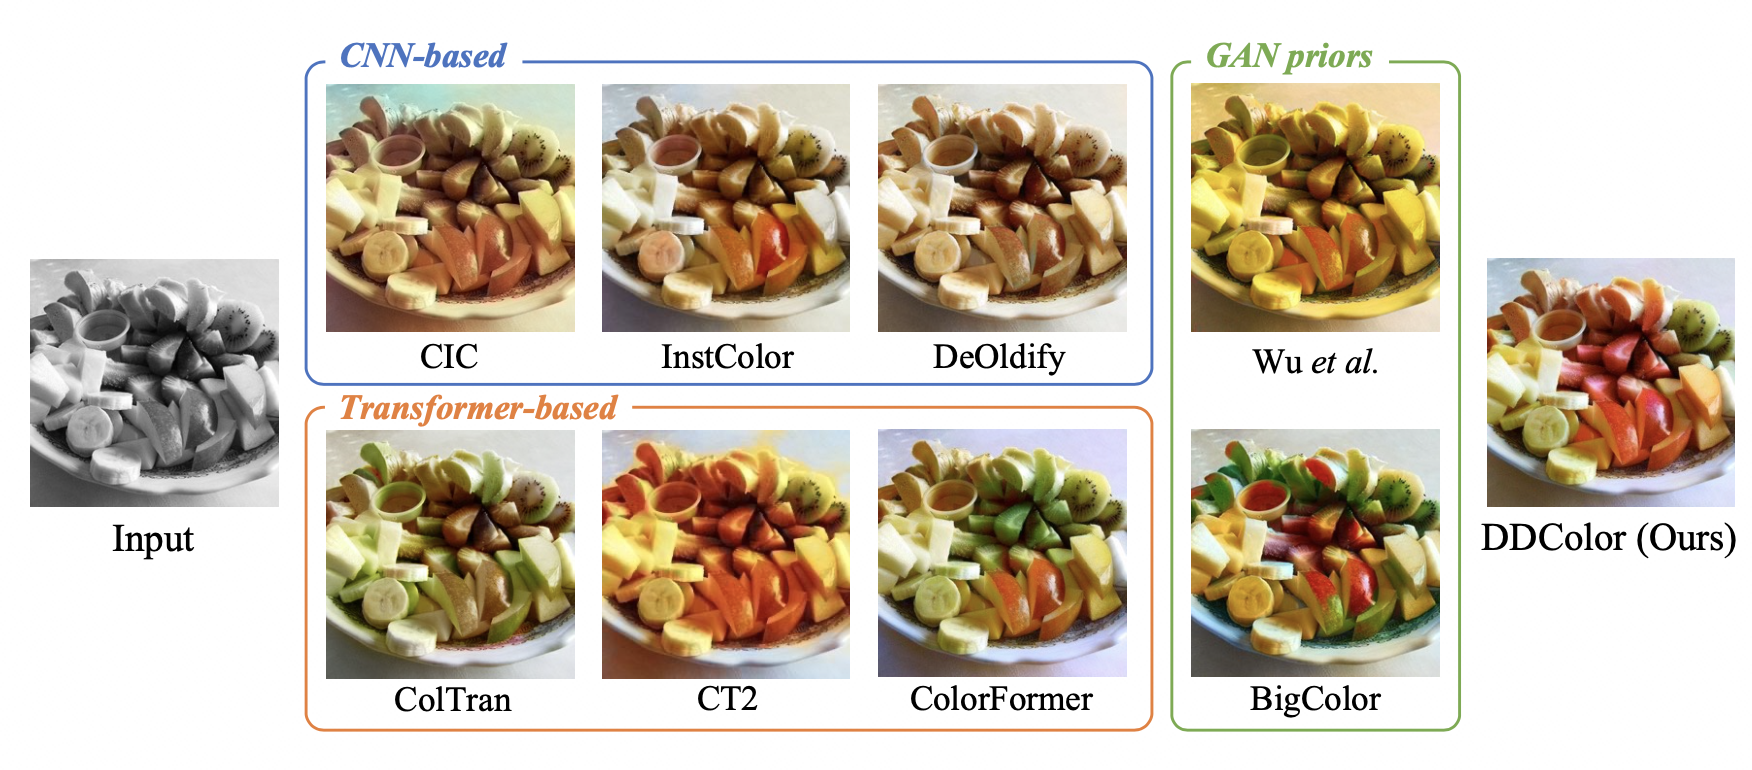 CNN-based
GAN priors
CIC
InstColor
DeOldify
Wu et al.
Input
DDColor (Ours)
Transformer-based
ColTran
CT2
ColorFormer
BigColor